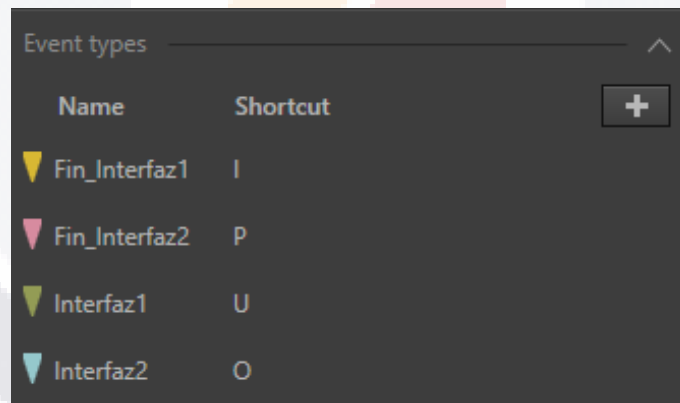 Event types
Name Shortcut
Fin_Interfaz1 I
Fin_Interfaz2 P
Interfaz1 U
Interfaz2 O